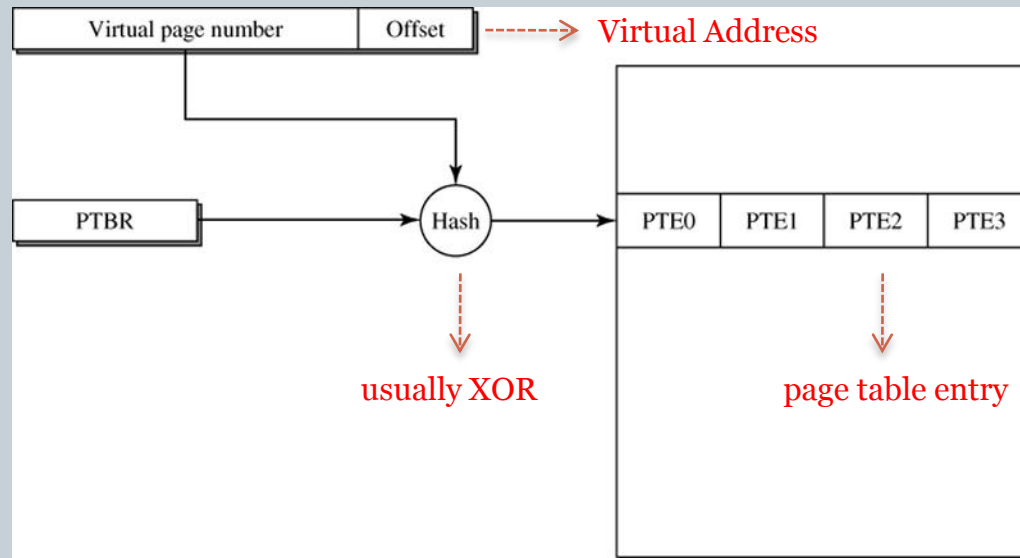 Virtual page number
Offset
Virtual Address
PTBR
Hash
PTE0
PTE1
PTE2
PTE3
usually XOR
page table entry